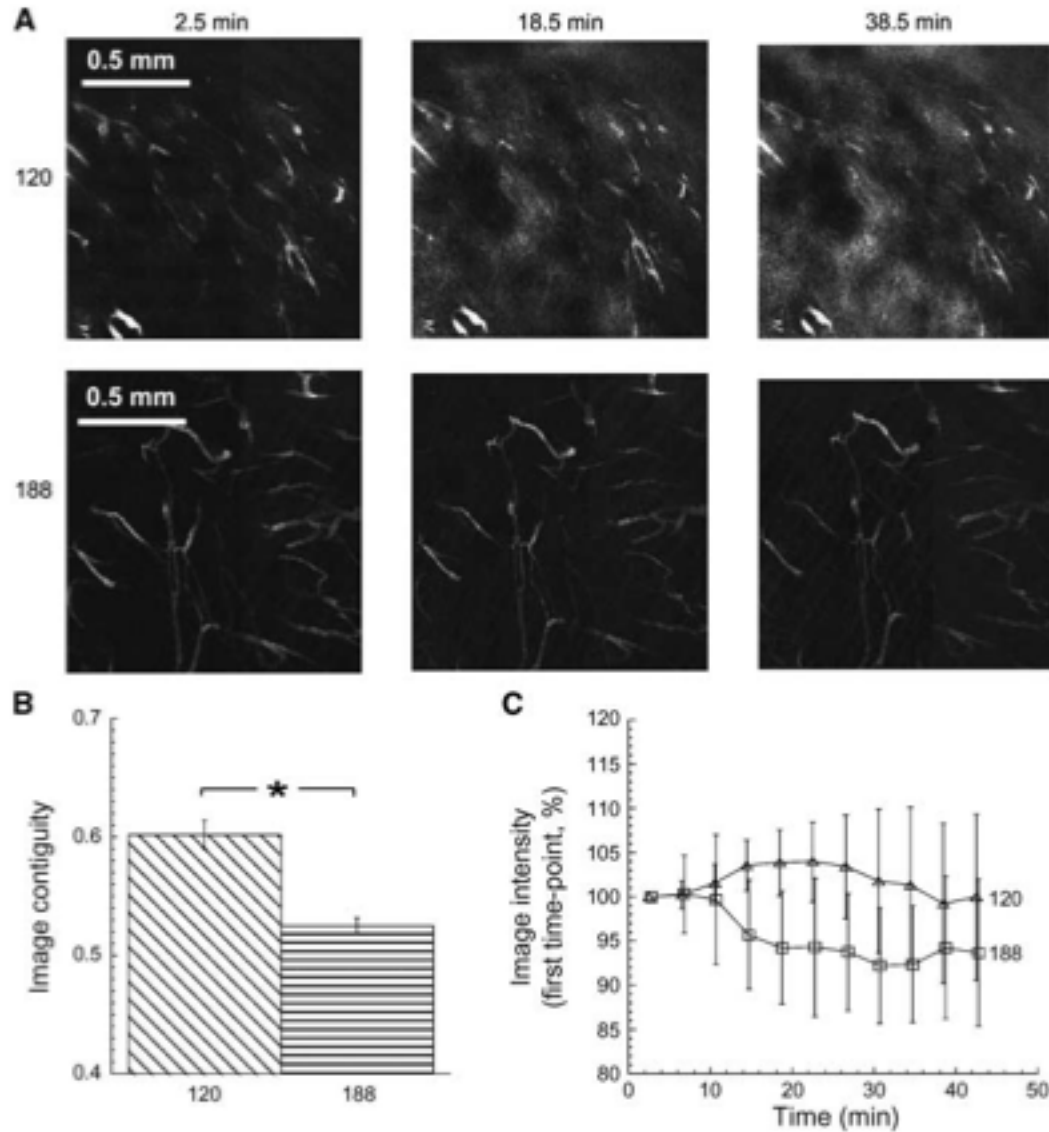 A
2.5 min 18.5 min 38.5 min
0.5 mm
120
0.5 mm
188
B
0.7
0.6
0.5
0.4
Image contiguity
*
120 188
C
120
115
110
105
100
95
90
85
80
Image intensity
(first time-point, %)
120
188
0 10 20 30 40 50
Time (min)